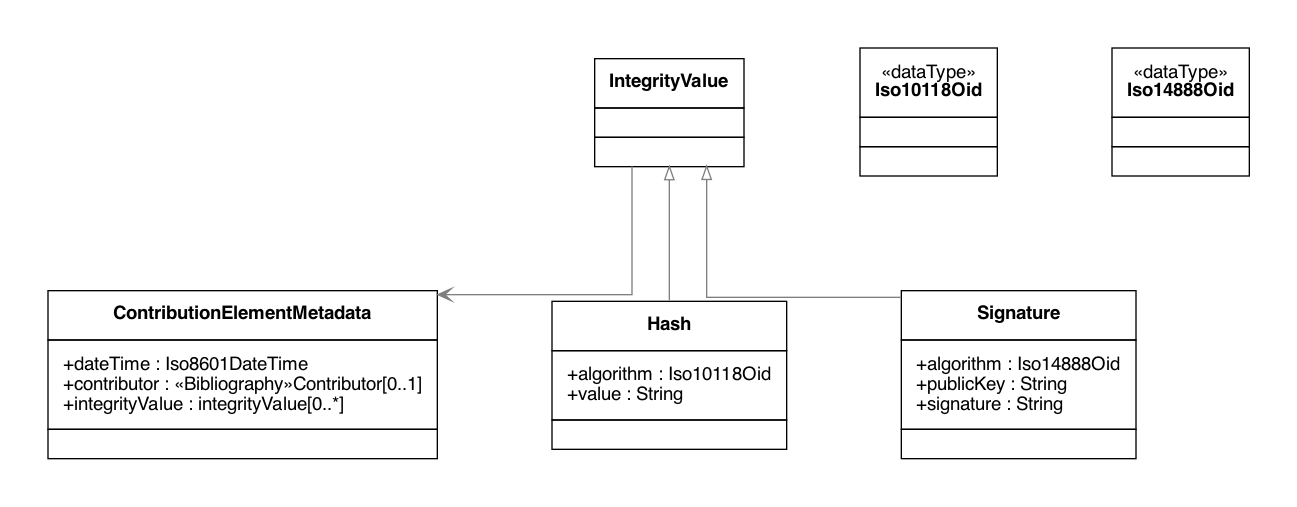 IntegrityValue
«dataType»
Iso10118Oid
«dataType»
Iso14888Oid
ContributionElementMetadata
+dateTime : Iso8601DateTime
+contributor : «Bibliography»Contributor[0..1]
+integrityValue : integrityValue[0..*]
Hash
+algorithm : Iso10118Oid
+value : String
Signature
+algorithm : Iso14888Oid
+publicKey : String
+signature : String